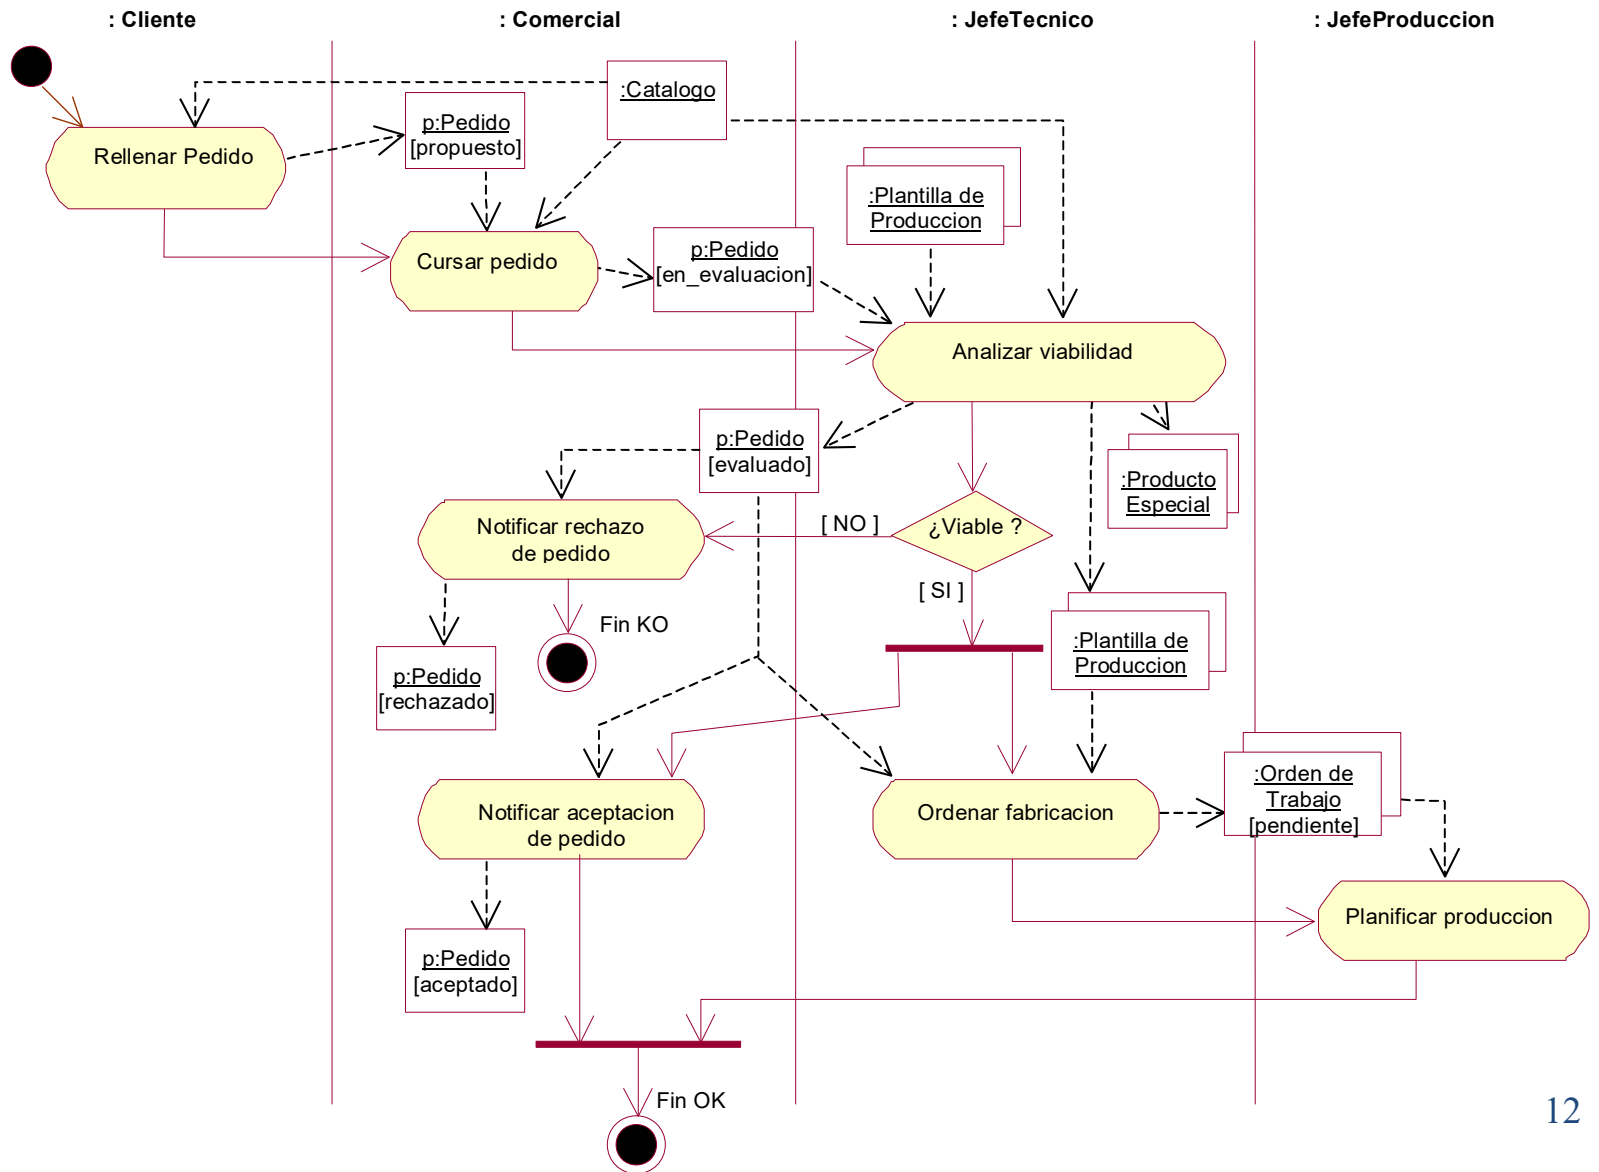 : Cliente
: Comercial
: JefeTecnico
: JefeProduccion
:Catalogo
p:Pedido
[propuesto]
Rellenar Pedido
:Plantilla de
Produccion
Cursar pedido
p:Pedido
[en_evaluacion]
Analizar viabilidad
p:Pedido
[evaluado]
:Producto
Especial
Notificar rechazo
de pedido
[ NO ]
¿Viable ?
[ SI ]
Fin KO
:Plantilla de
Produccion
p:Pedido
[rechazado]
:Orden de
Trabajo
[pendiente]
Notificar aceptacion
de pedido
Ordenar fabricacion
Planificar produccion
p:Pedido
[aceptado]
Fin OK
12